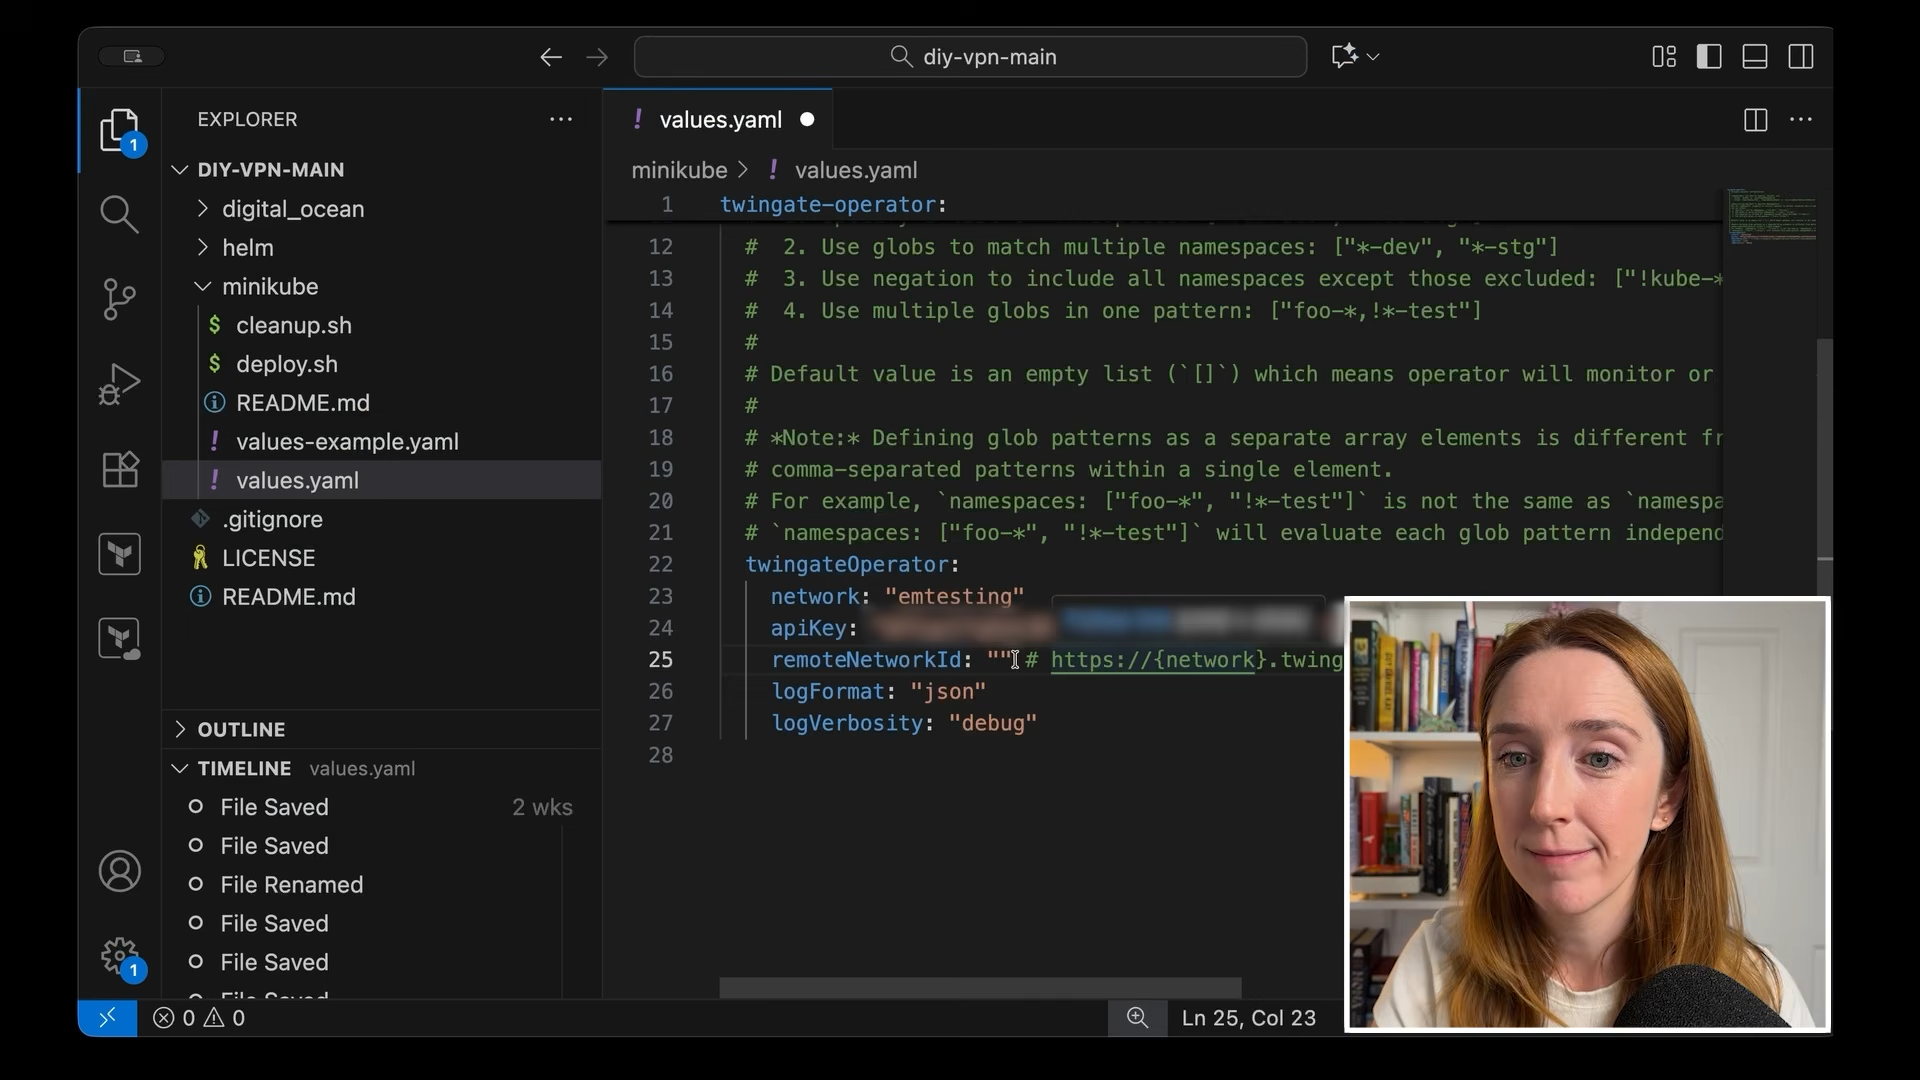 diy-vpn-main
EXPLORER
DIY-VPN-MAIN
digital_ocean
helm
minikube
cleanup.sh
deploy.sh
README.md
values-example.yaml
values.yaml
.gitignore
LICENSE
README.md
OUTLINE
TIMELINE values.yaml
File Saved 2 wks
File Saved
File Renamed
File Saved
File Saved
File Saved
1
1
0 0
values.yaml
minikube > values.yaml
1 twingate-operator:
12 # 2. Use globs to match multiple namespaces: ["*-dev", "*-stg"]
13 # 3. Use negation to include all namespaces except those excluded: ["!kube-*
14 # 4. Use multiple globs in one pattern: ["foo-*,!*-test"]
15 #
16 # Default value is an empty list (`[]`) which means operator will monitor or
17 #
18 # *Note:* Defining glob patterns as a separate array elements is different fr
19 # comma-separated patterns within a single element.
20 # For example, `namespaces: ["foo-*", "!*-test"]` is not the same as `namespa
21 # `namespaces: ["foo-*", "!*-test"]` will evaluate each glob pattern independ
22 twingateOperator:
23 network: "emtesting"
24 apiKey:
25 remoteNetworkId: "" # https://{network}.twing
26 logFormat: "json"
27 logVerbosity: "debug"
28
Ln 25, Col 23